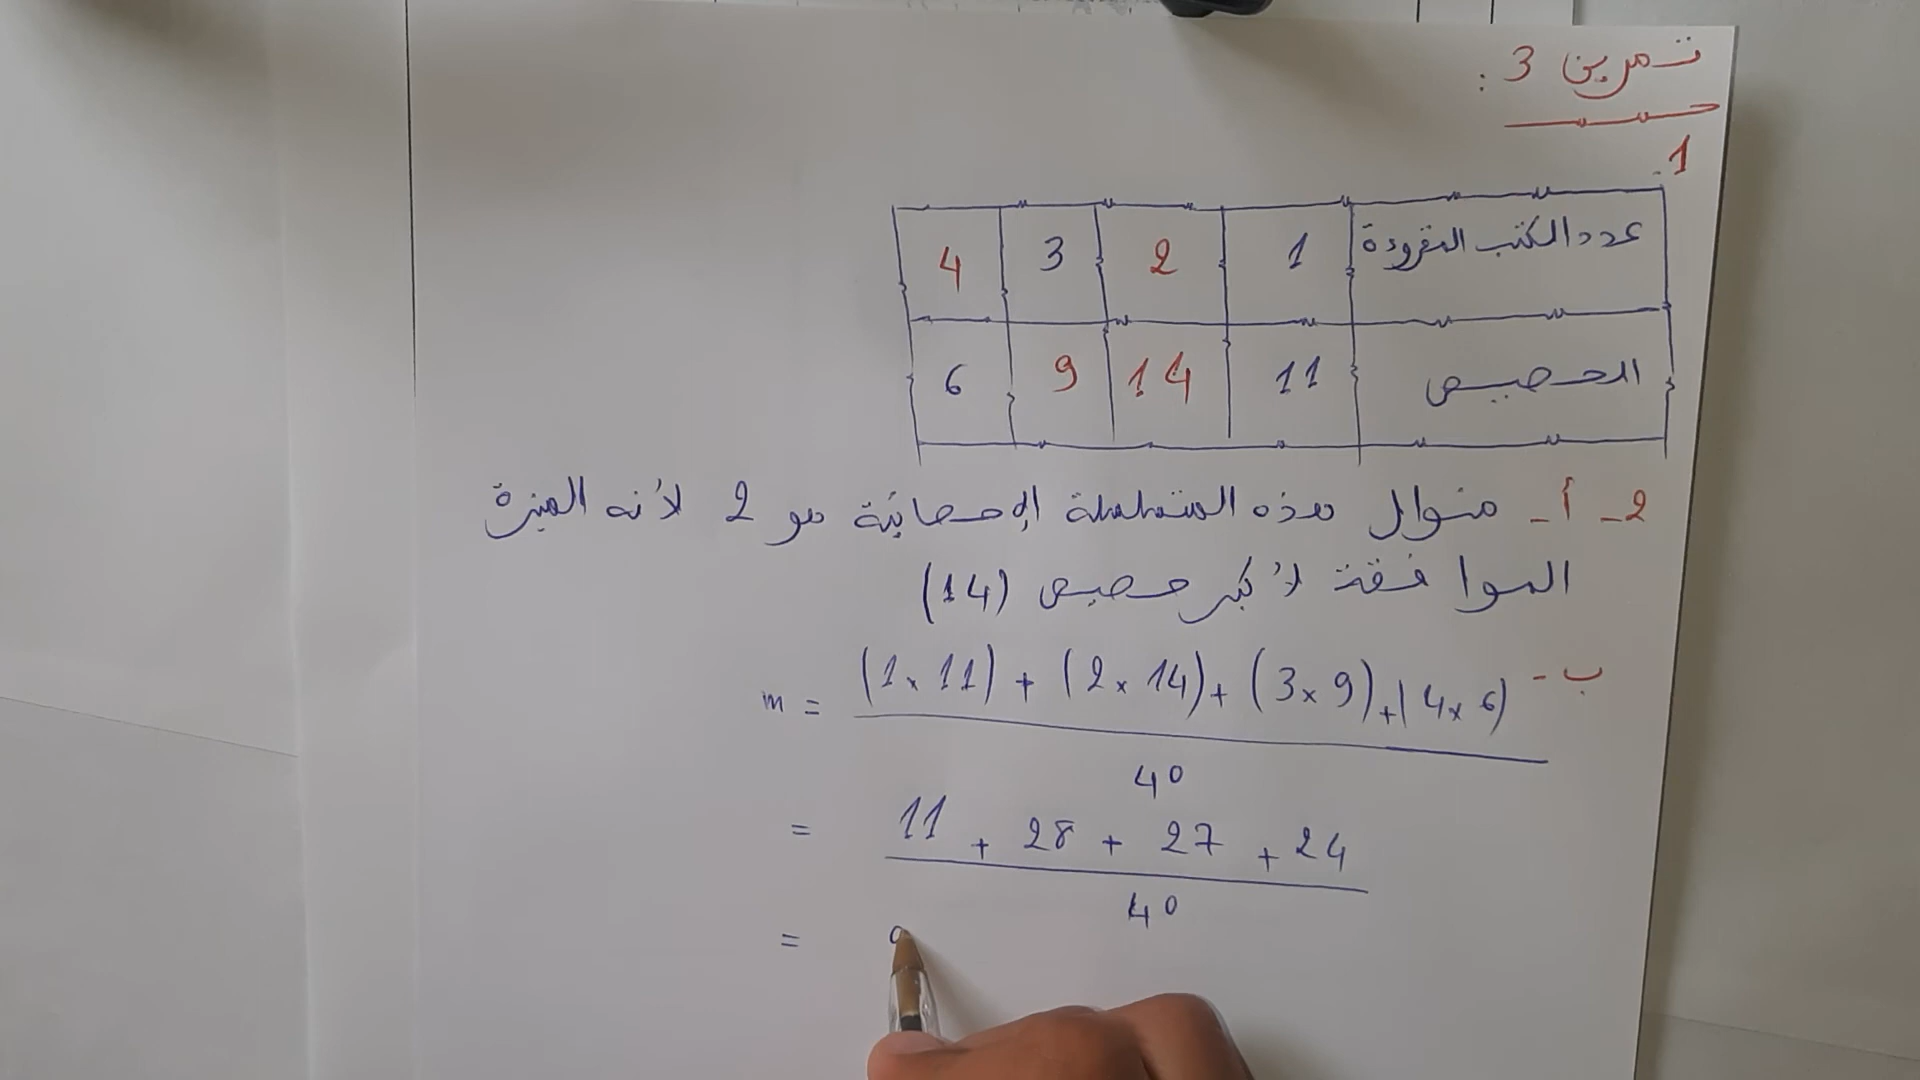 تمرين 3 :
1.
عدد الكتب المقروءة 1 2 3 4
الحصيص 11 14 9 6
2 - أ - منوال هذه المتسلسلة الإحصائية هو 2 لأنه الميزة
الموافقة لأكبر حصيص (14)
ب - m = (1 × 11) + (2 × 14) + (3 × 9) + (4 × 6)
40
= 11 + 28 + 27 + 24
40
=